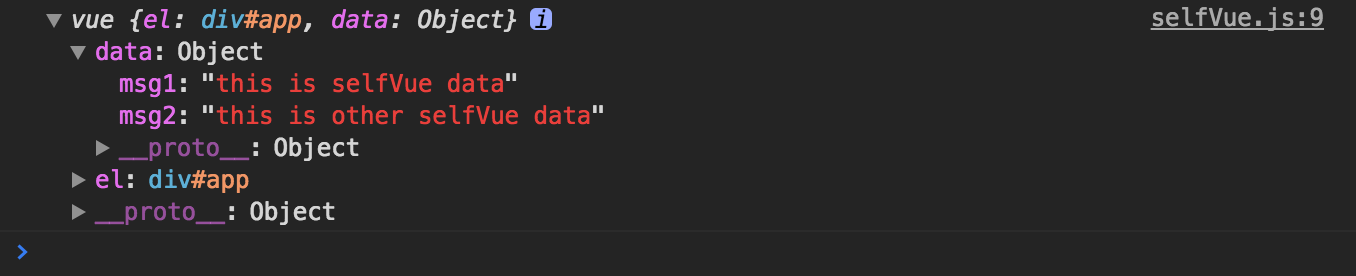 ▼ vue {el: div#app, data: Object} i selfVue.js:9
▼ data: Object
msg1: "this is selfVue data"
msg2: "this is other selfVue data"
▶ __proto__: Object
▶ el: div#app
▶ __proto__: Object
>